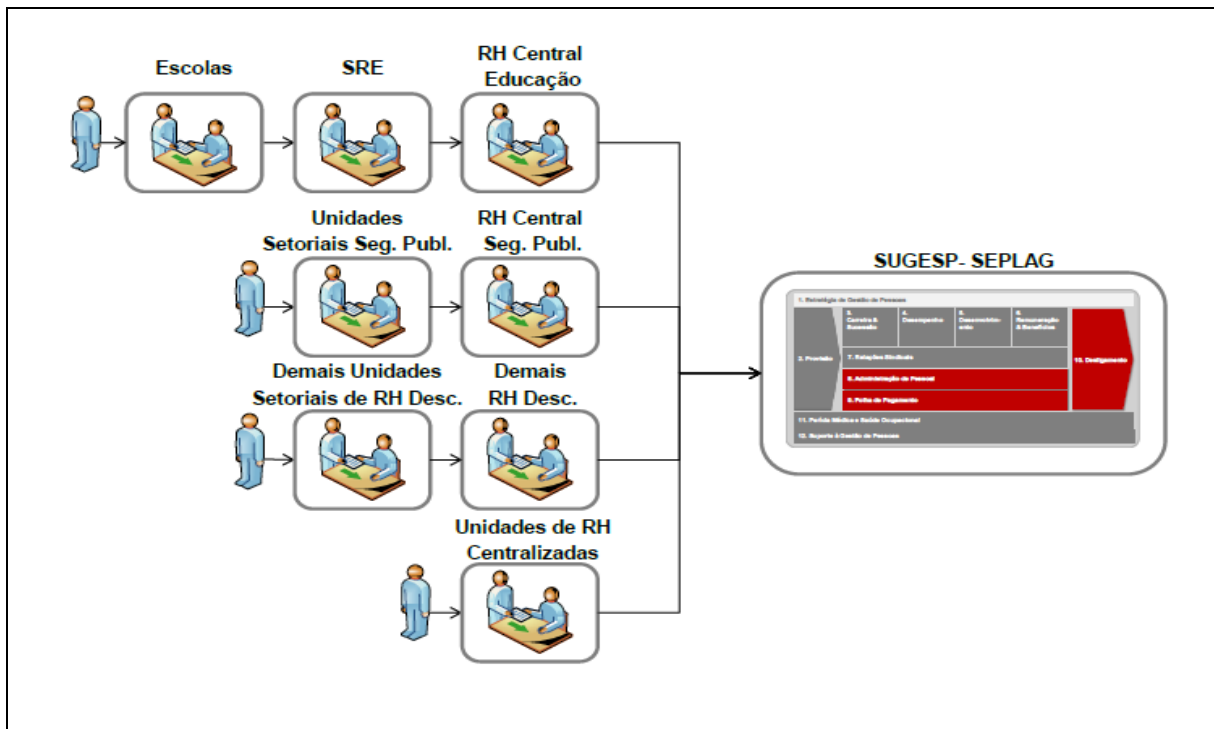 Escolas
SRE
RH Central
Educação
Unidades
Setoriais Seg. Publ.
RH Central
Seg. Publ.
Demais Unidades
Setoriais de RH Desc.
Demais
RH Desc.
Unidades de RH
Centralizadas
SUGESP- SEPLAG
1. Estratégia de Gestão de Pessoas
2. Provisão
3.
Carreira &
Sucessão
4.
Desempenho
5.
Desenvolvim-
ento
6.
Remuneração
& Benefícios
7. Relações Sindicais
8. Administração de Pessoal
9. Folha de Pagamento
10. Desligamento
11. Perícia Médica e Saúde Ocupacional
12. Suporte à Gestão de Pessoas